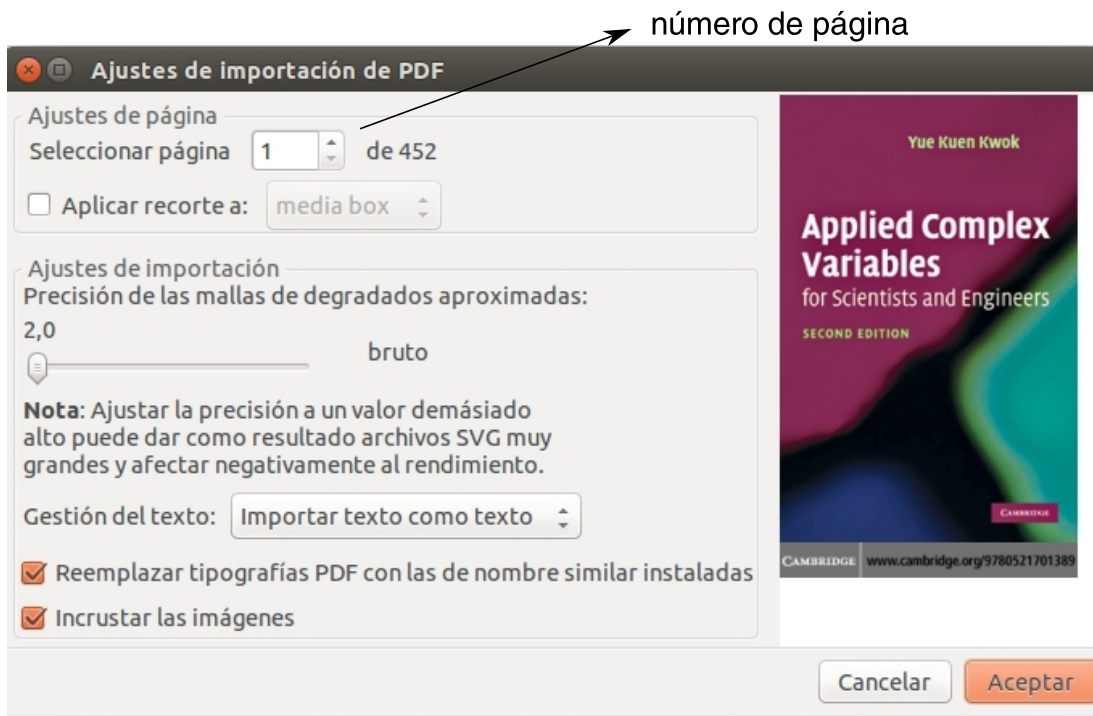 número de página
Ajustes de importación de PDF
Ajustes de página
Seleccionar página 1 de 452
Aplicar recorte a: media box
Ajustes de importación
Precisión de las mallas de degradados aproximadas:
2,0
bruto
Nota: Ajustar la precisión a un valor demásiado
alto puede dar como resultado archivos SVG muy
grandes y afectar negativamente al rendimiento.
Gestión del texto: Importar texto como texto
Reemplazar tipografías PDF con las de nombre similar instaladas
Incrustar las imágenes
Yue Kuen Kwok
Applied Complex
Variables
for Scientists and Engineers
SECOND EDITION
CAMBRIDGE
CAMBRIDGE www.cambridge.org/9780521701389
Cancelar
Aceptar